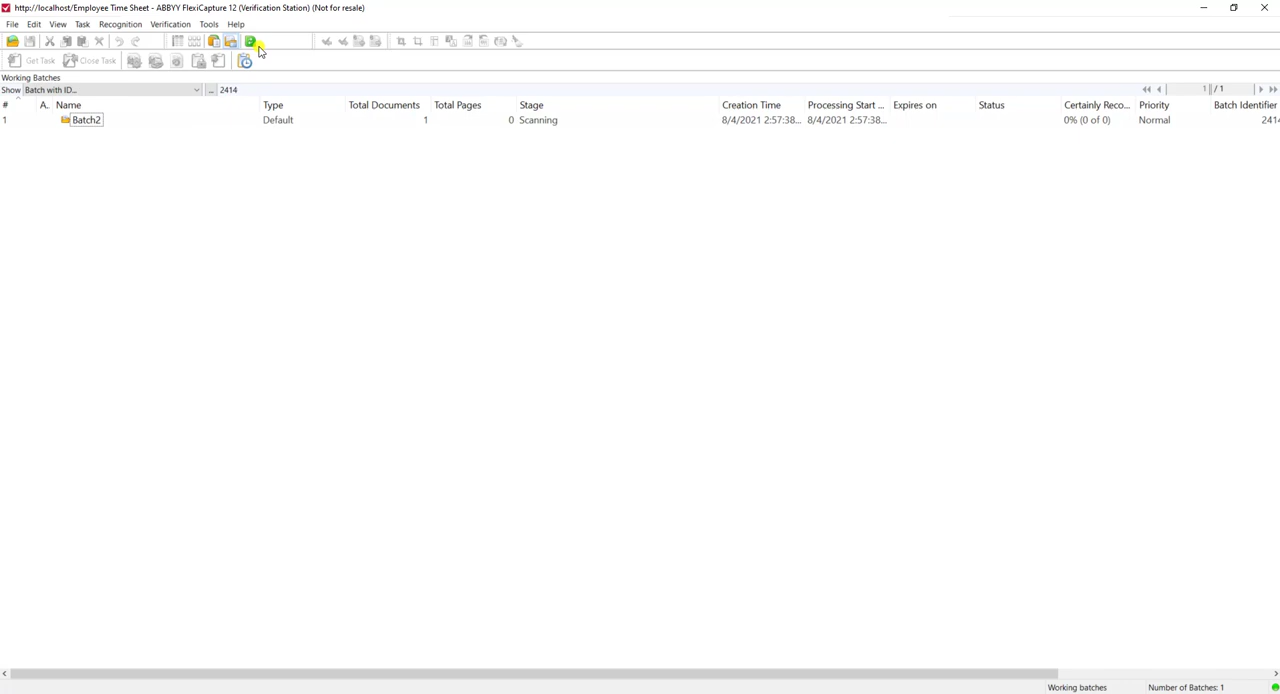 http://localhost/Employee Time Sheet - ABBYY FlexiCapture 12 (Verification Station) (Not for resale)
File Edit View Task Recognition Verification Tools Help
Get Task Close Task
Working Batches
Show Batch with ID... ... 2414 1 / 1
# A. Name Type Total Documents Total Pages Stage Creation Time Processing Start ... Expires on Status Certainly Reco... Priority Batch Identifier
1 Batch2 Default 1 0 Scanning 8/4/2021 2:57:38... 8/4/2021 2:57:38... 0% (0 of 0) Normal 2414
Working batches Number of Batches: 1